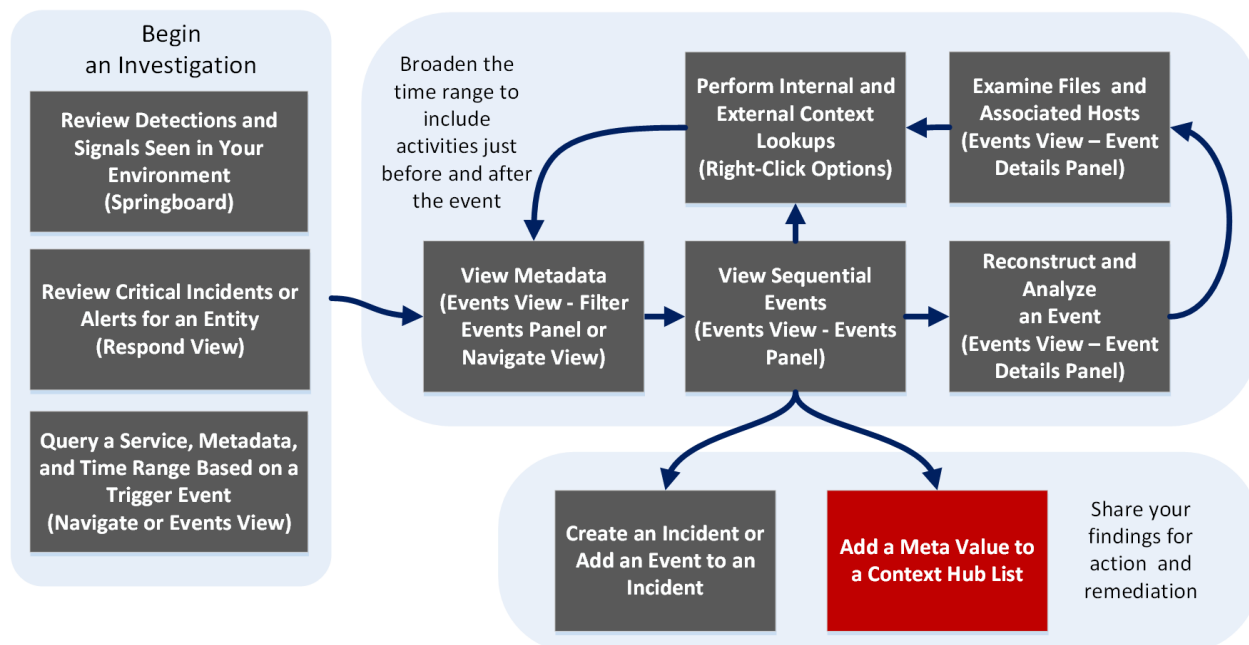 Begin
an Investigation
Review Detections and
Signals Seen in Your
Environment
(Springboard)
Review Critical Incidents or
Alerts for an Entity
(Respond View)
Query a Service, Metadata,
and Time Range Based on a
Trigger Event
(Navigate or Events View)
Broaden the
time range to
include
activities just
before and after
the event
Perform Internal and
External Context
Lookups
(Right-Click Options)
Examine Files and
Associated Hosts
(Events View – Event
Details Panel)
View Metadata
(Events View - Filter
Events Panel or
Navigate View)
View Sequential
Events
(Events View - Events
Panel)
Reconstruct and
Analyze
an Event
(Events View – Event
Details Panel)
Create an Incident or
Add an Event to an
Incident
Add a Meta Value to
a Context Hub List
Share your
findings for
action and
remediation